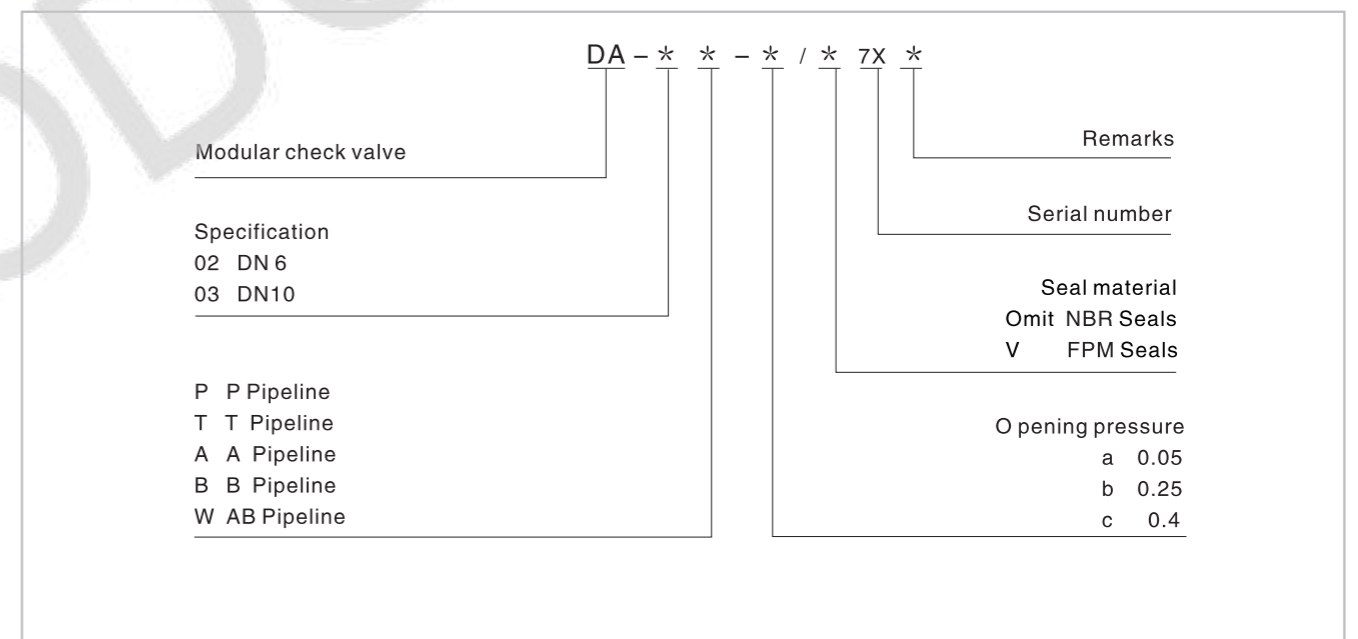 DA – * * – * / * 7X *
Modular check valve
Specification
02 DN 6
03 DN10
P P Pipeline
T T Pipeline
A A Pipeline
B B Pipeline
W AB Pipeline
Remarks
Serial number
Seal material
Omit NBR Seals
V FPM Seals
O pening pressure
a 0.05
b 0.25
c 0.4